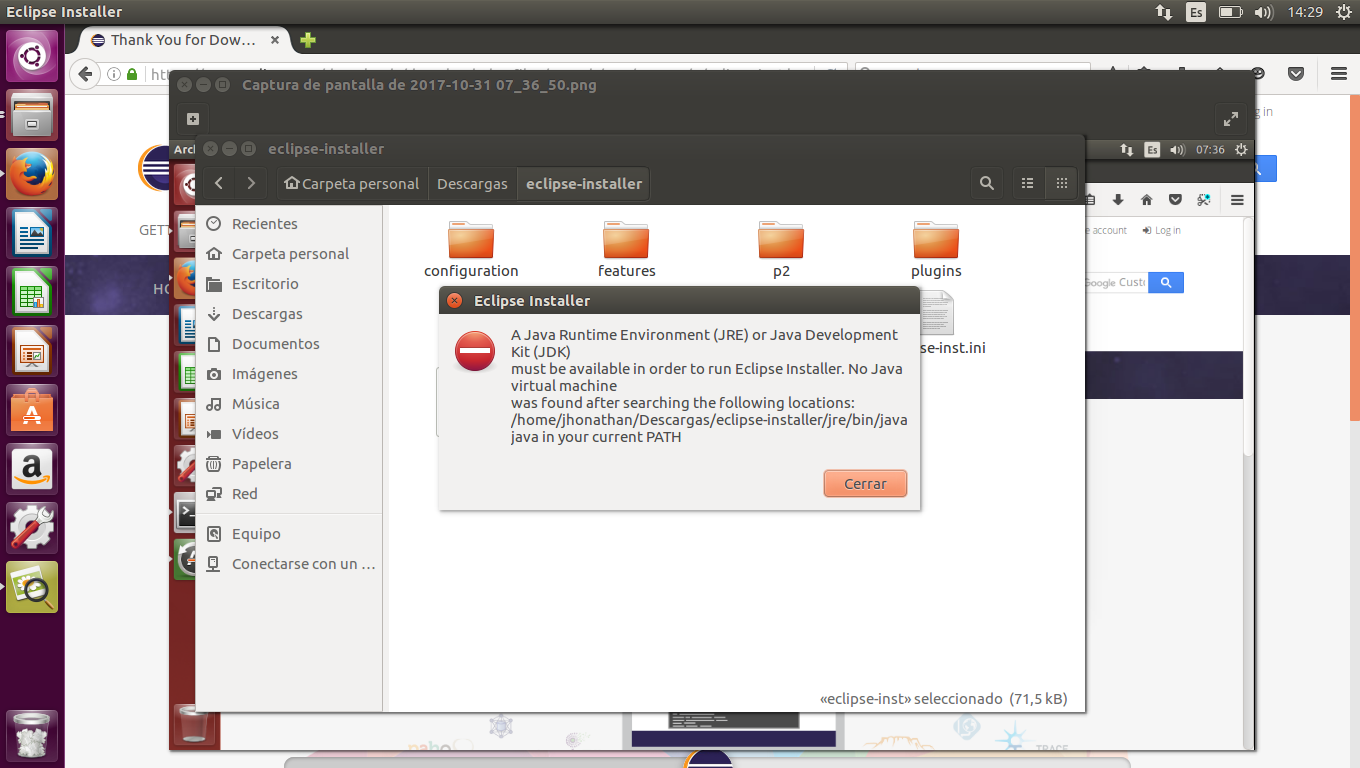 Eclipse Installer
Es
14:29
Thank You for Dow…
Captura de pantalla de 2017-10-31 07_36_50.png
g in
Es
07:36
eclipse-installer
Carpeta personal
Descargas
eclipse-installer
GETT
Recientes
Carpeta personal
Escritorio
Descargas
Documentos
Imágenes
Música
Vídeos
Papelera
Red
Equipo
Conectarse con un …
configuration
features
p2
plugins
se-inst.ini
e account
Log in
Google Custo
HO
Eclipse Installer
A Java Runtime Environment (JRE) or Java Development
Kit (JDK)
must be available in order to run Eclipse Installer. No Java
virtual machine
was found after searching the following locations:
/home/jhonathan/Descargas/eclipse-installer/jre/bin/java
java in your current PATH
Cerrar
«eclipse-inst» seleccionado (71,5 kB)
TRACE